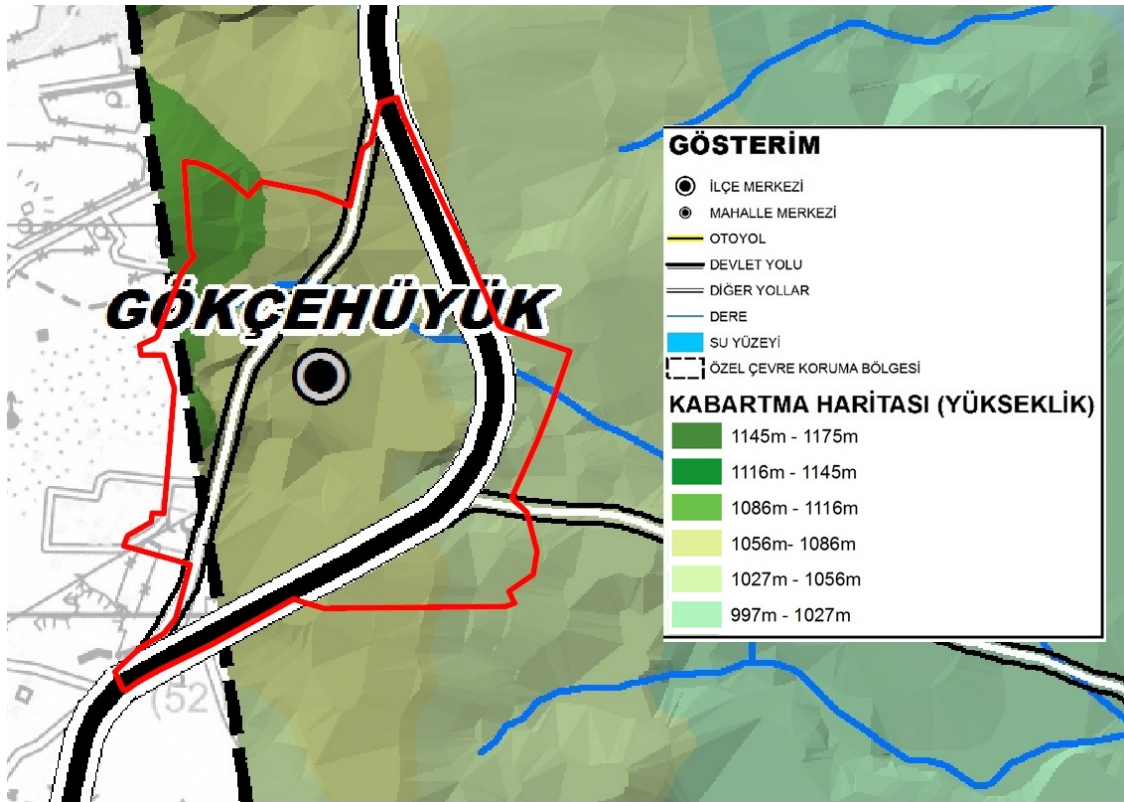 GÖKÇEHÜYÜK
(52
GÖSTERİM
İLÇE MERKEZİ
MAHALLE MERKEZİ
OTOYOL
DEVLET YOLU
DİĞER YOLLAR
DERE
SU YÜZEYİ
ÖZEL ÇEVRE KORUMA BÖLGESİ
KABARTMA HARİTASI (YÜKSEKLİK)
1145m - 1175m
1116m - 1145m
1086m - 1116m
1056m- 1086m
1027m - 1056m
997m - 1027m